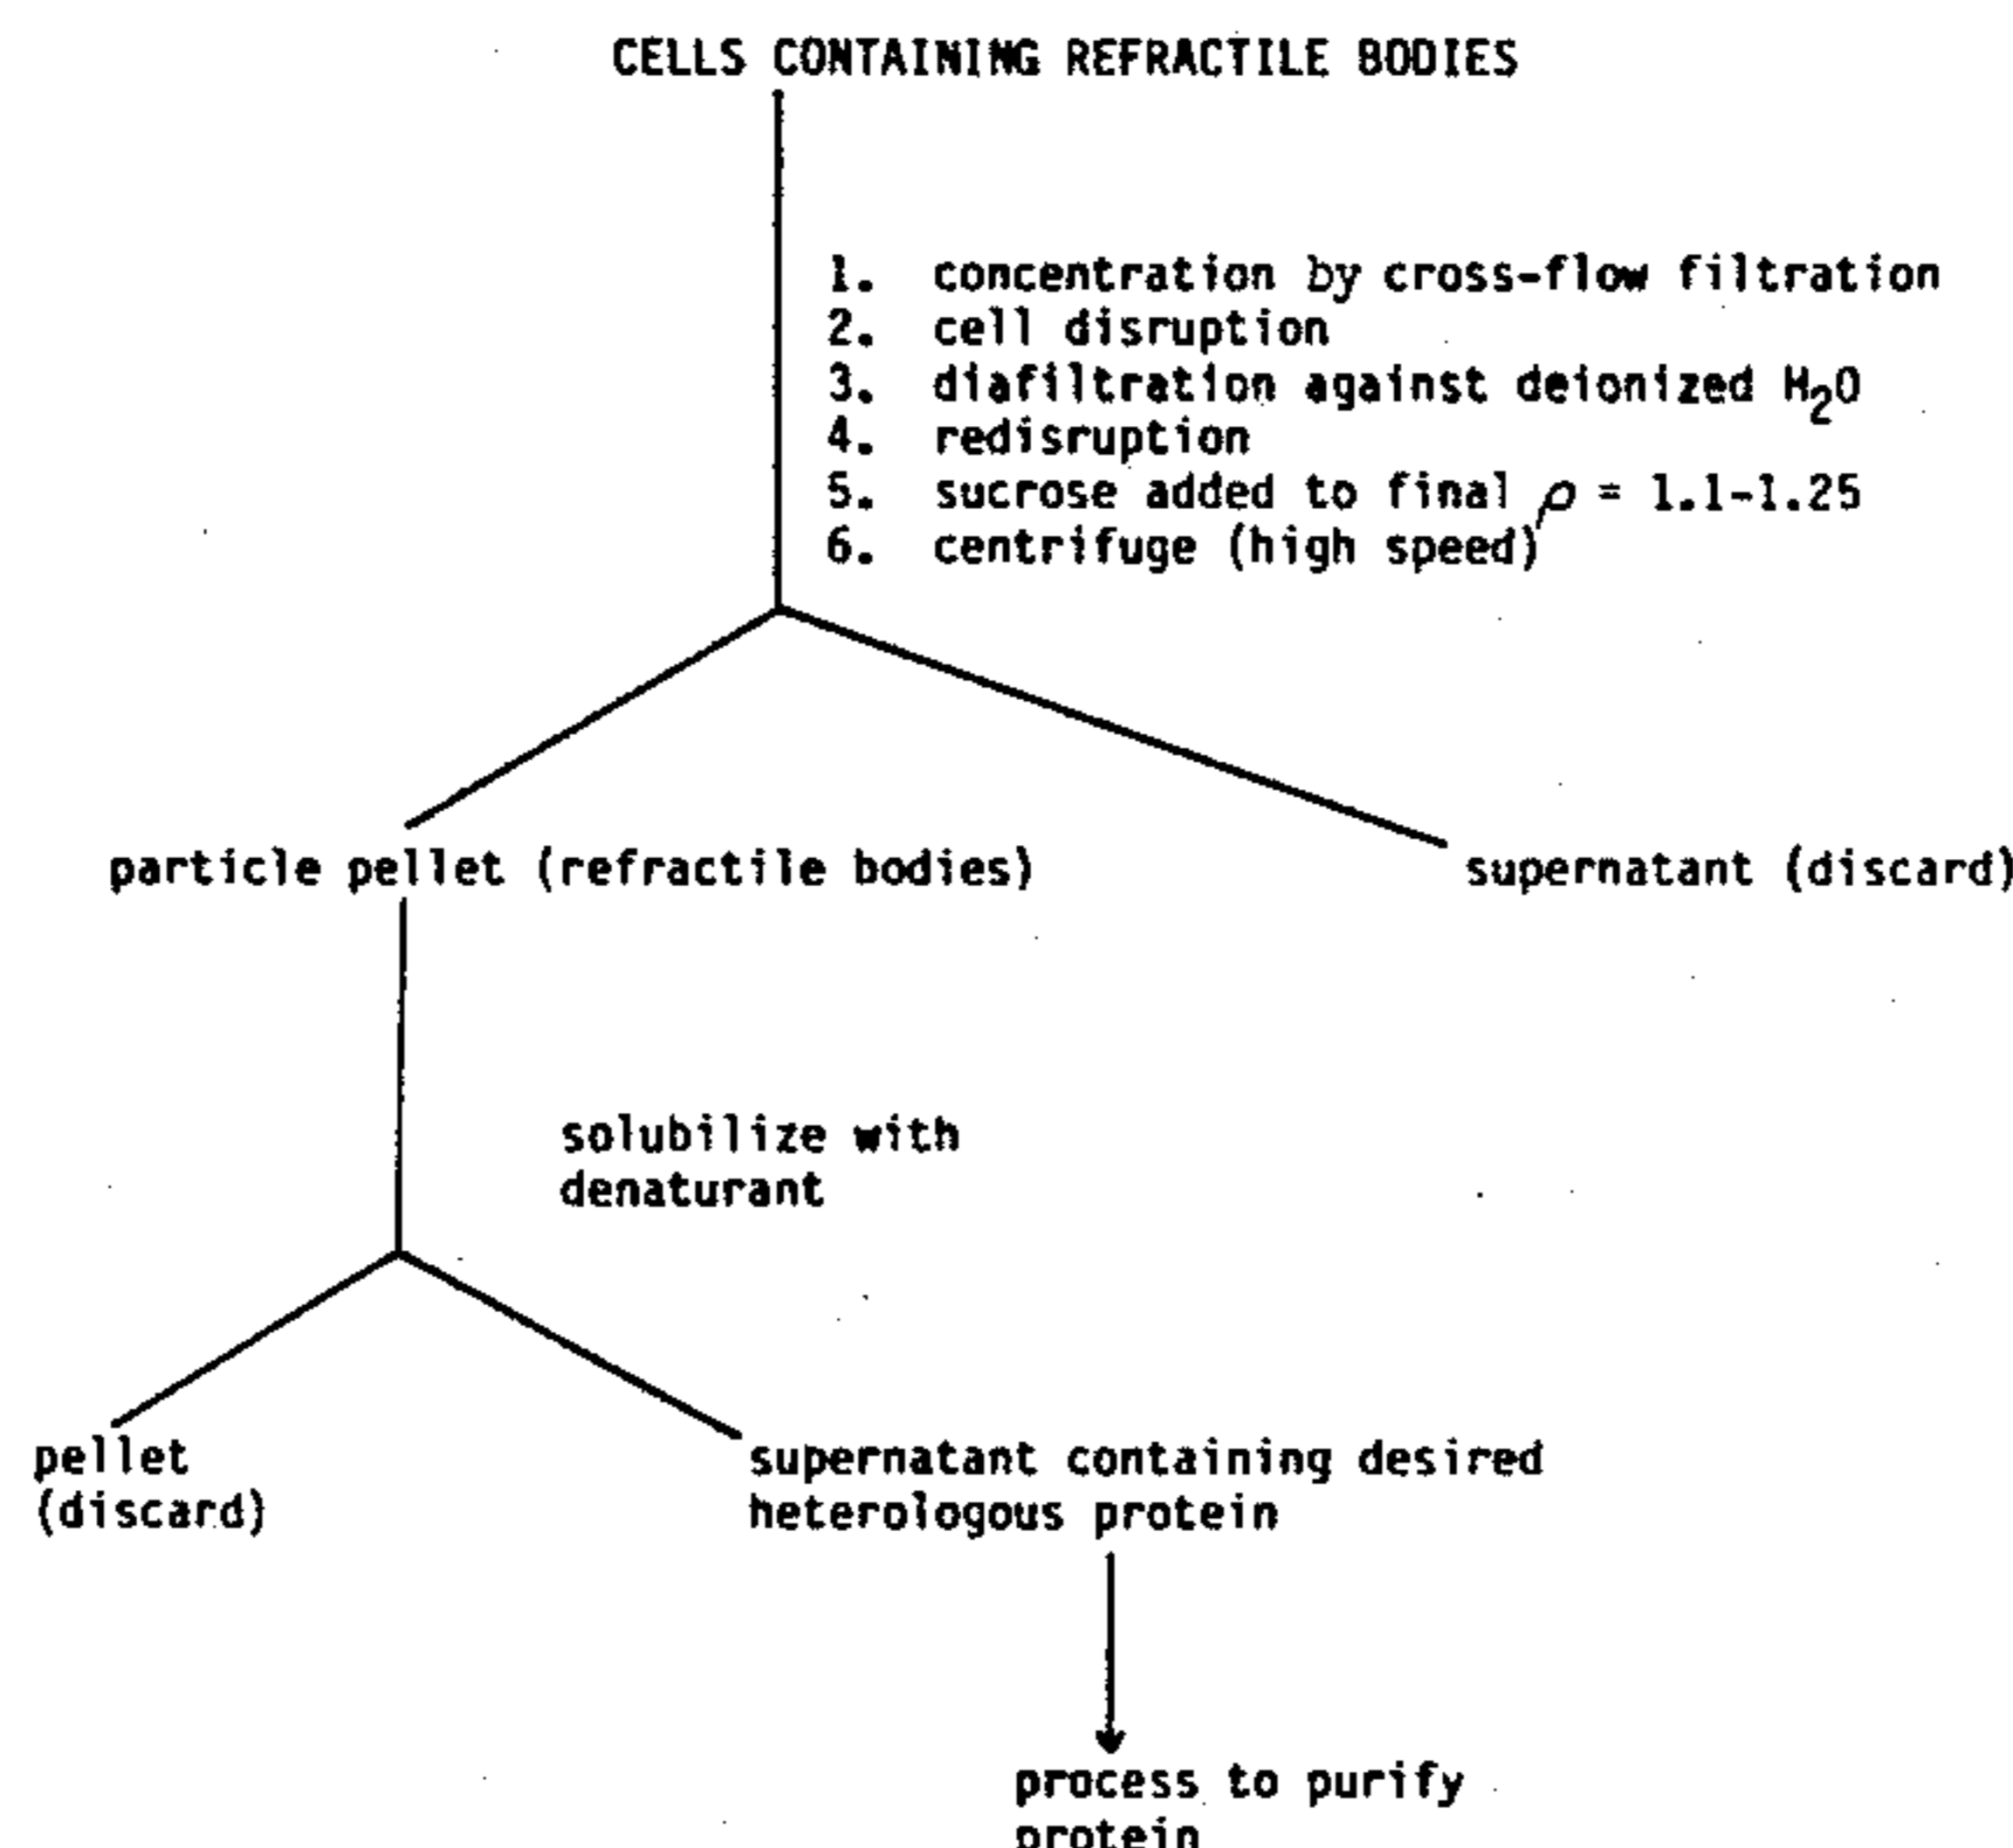 CELLS CONTAINING REFRACTILE BODIES
1. concentration by cross-flow filtration
2. cell disruption
3. diafiltration against deionized H₂O
4. redisruption
5. sucrose added to final ρ = 1.1-1.25
6. centrifuge (high speed)
particle pellet (refractile bodies)
supernatant (discard)
solubilize with
denaturant
pellet
(discard)
supernatant containing desired
heterologous protein
process to purify
protein